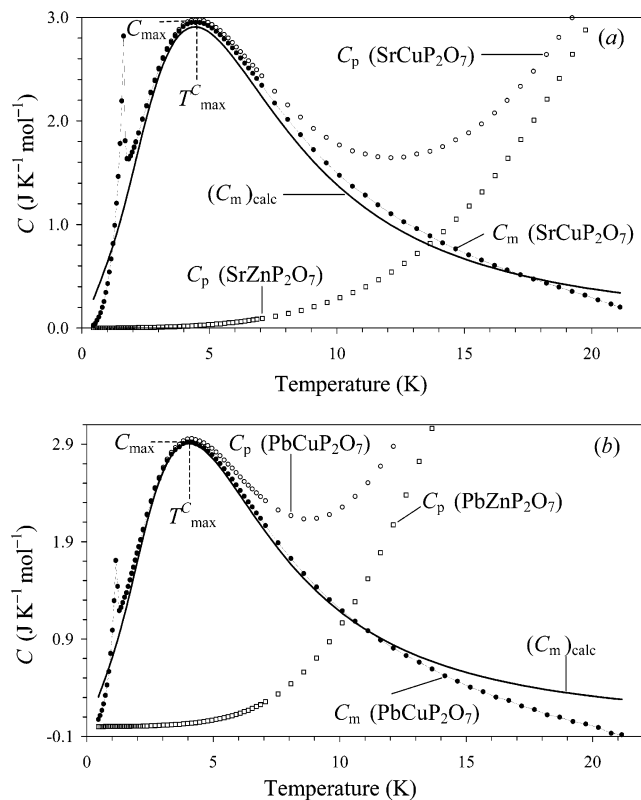 3.0
2.0
1.0
0.0
C (J K⁻¹ mol⁻¹)
Cmax
(a)
Cp (SrCuP2O7)
T^C max
(Cm)calc
Cm (SrCuP2O7)
Cp (SrZnP2O7)
0 5 10 15 20
Temperature (K)
2.9
1.9
0.9
-0.1
C (J K⁻¹ mol⁻¹)
Cmax
(b)
Cp (PbCuP2O7)
Cp (PbZnP2O7)
T^C max
(Cm)calc
Cm (PbCuP2O7)
0 5 10 15 20
Temperature (K)